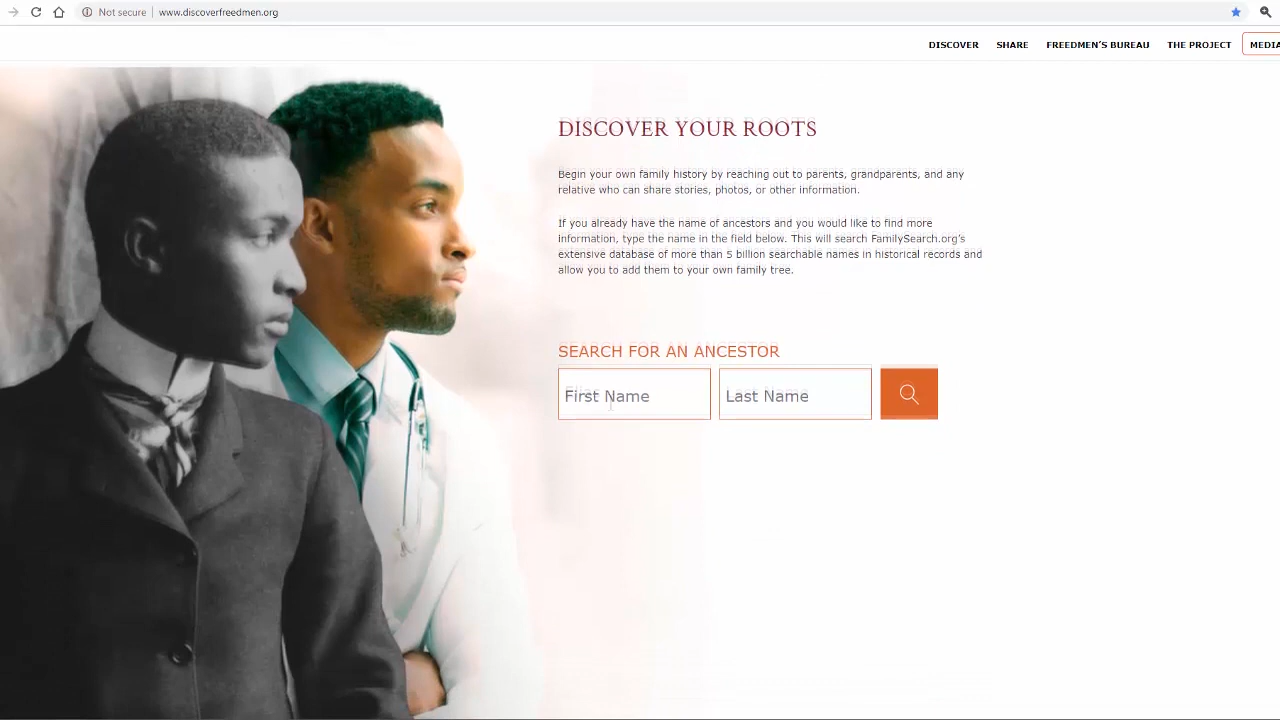 Not secure www.discoverfreedmen.org
DISCOVER SHARE FREEDMEN'S BUREAU THE PROJECT MEDIA
DISCOVER YOUR ROOTS
Begin your own family history by reaching out to parents, grandparents, and any
relative who can share stories, photos, or other information.
If you already have the name of ancestors and you would like to find more
information, type the name in the field below. This will search FamilySearch.org's
extensive database of more than 5 billion searchable names in historical records and
allow you to add them to your own family tree.
SEARCH FOR AN ANCESTOR
First Name Last Name